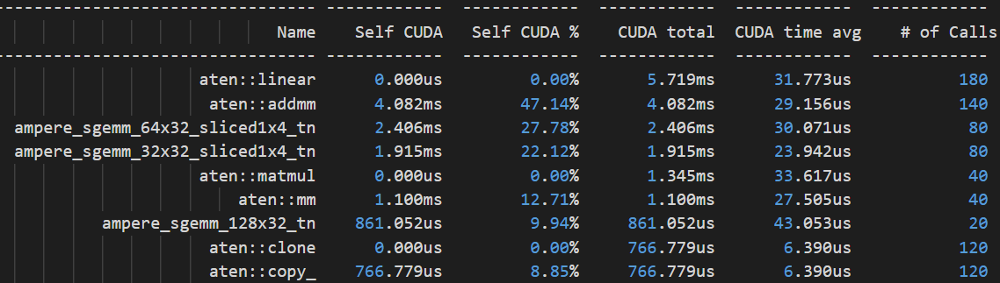 ------------------- ------------ ------------ ------------ ------------ ------------
Name Self CUDA Self CUDA % CUDA total CUDA time avg # of Calls
------------------- ------------ ------------ ------------ ------------ ------------
aten::linear 0.000us 0.00% 5.719ms 31.773us 180
aten::addmm 4.082ms 47.14% 4.082ms 29.156us 140
ampere_sgemm_64x32_sliced1x4_tn 2.406ms 27.78% 2.406ms 30.071us 80
ampere_sgemm_32x32_sliced1x4_tn 1.915ms 22.12% 1.915ms 23.942us 80
aten::matmul 0.000us 0.00% 1.345ms 33.617us 40
aten::mm 1.100ms 12.71% 1.100ms 27.505us 40
ampere_sgemm_128x32_tn 861.052us 9.94% 861.052us 43.053us 20
aten::clone 0.000us 0.00% 766.779us 6.390us 120
aten::copy_ 766.779us 8.85% 766.779us 6.390us 120